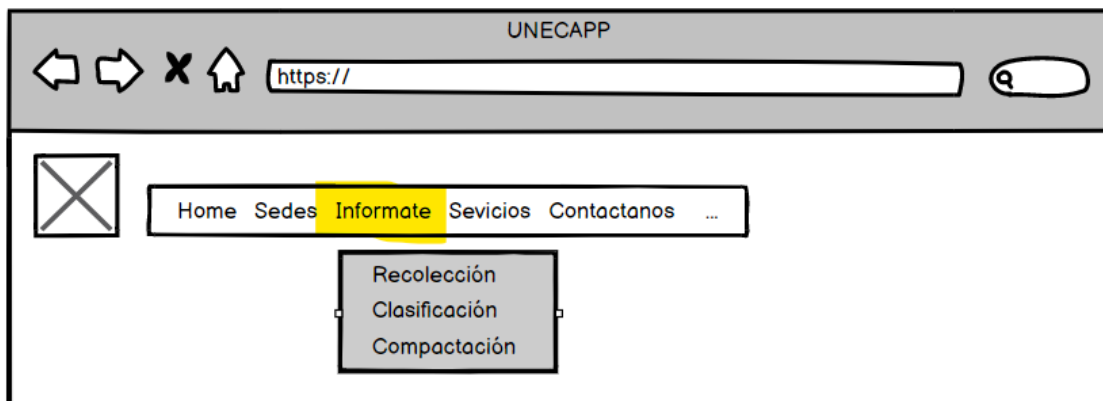 UNECAPP
https://
Home Sedes Informate Sevicios Contactanos ...
Recolección
Clasificación
Compactación